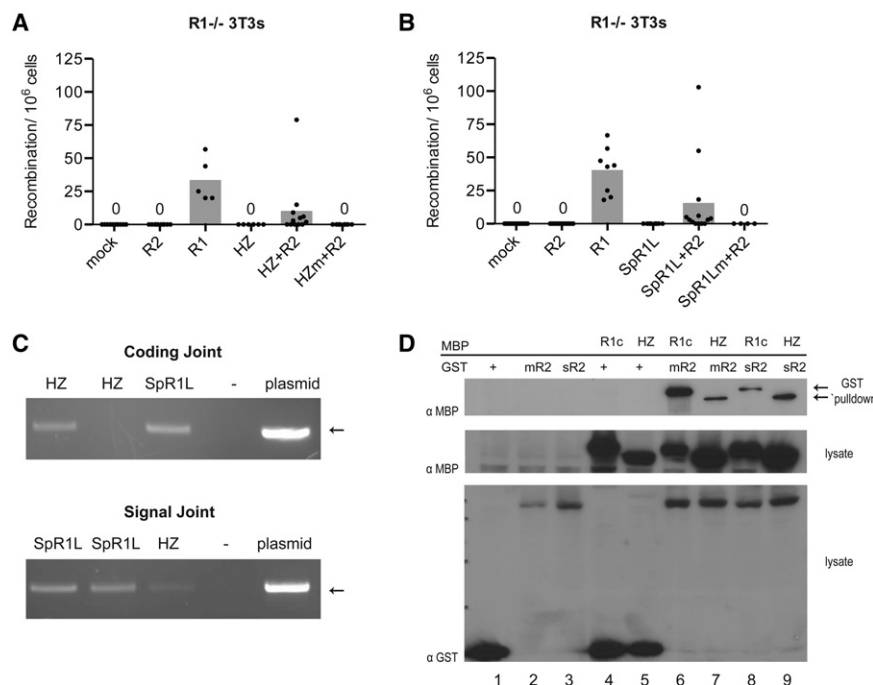 A
R1-/- 3T3s
Recombination/ 10⁶ cells
125
100
75
50
25
0
0 0 0 0
mock R2 R1 HZ HZ+R2 HZm+R2
B
R1-/- 3T3s
Recombination/ 10⁶ cells
125
100
75
50
25
0
0 0 0 0
mock R2 R1 SpR1L SpR1L+R2 SpR1Lm+R2
C
Coding Joint
HZ HZ SpR1L - plasmid
←
Signal Joint
SpR1L SpR1L HZ - plasmid
←
D
MBP R1c HZ R1c HZ R1c HZ
GST + mR2 sR2 + + mR2 mR2 sR2 sR2
α MBP
← GST
← pulldown
α MBP
lysate
lysate
α GST
1 2 3 4 5 6 7 8 9